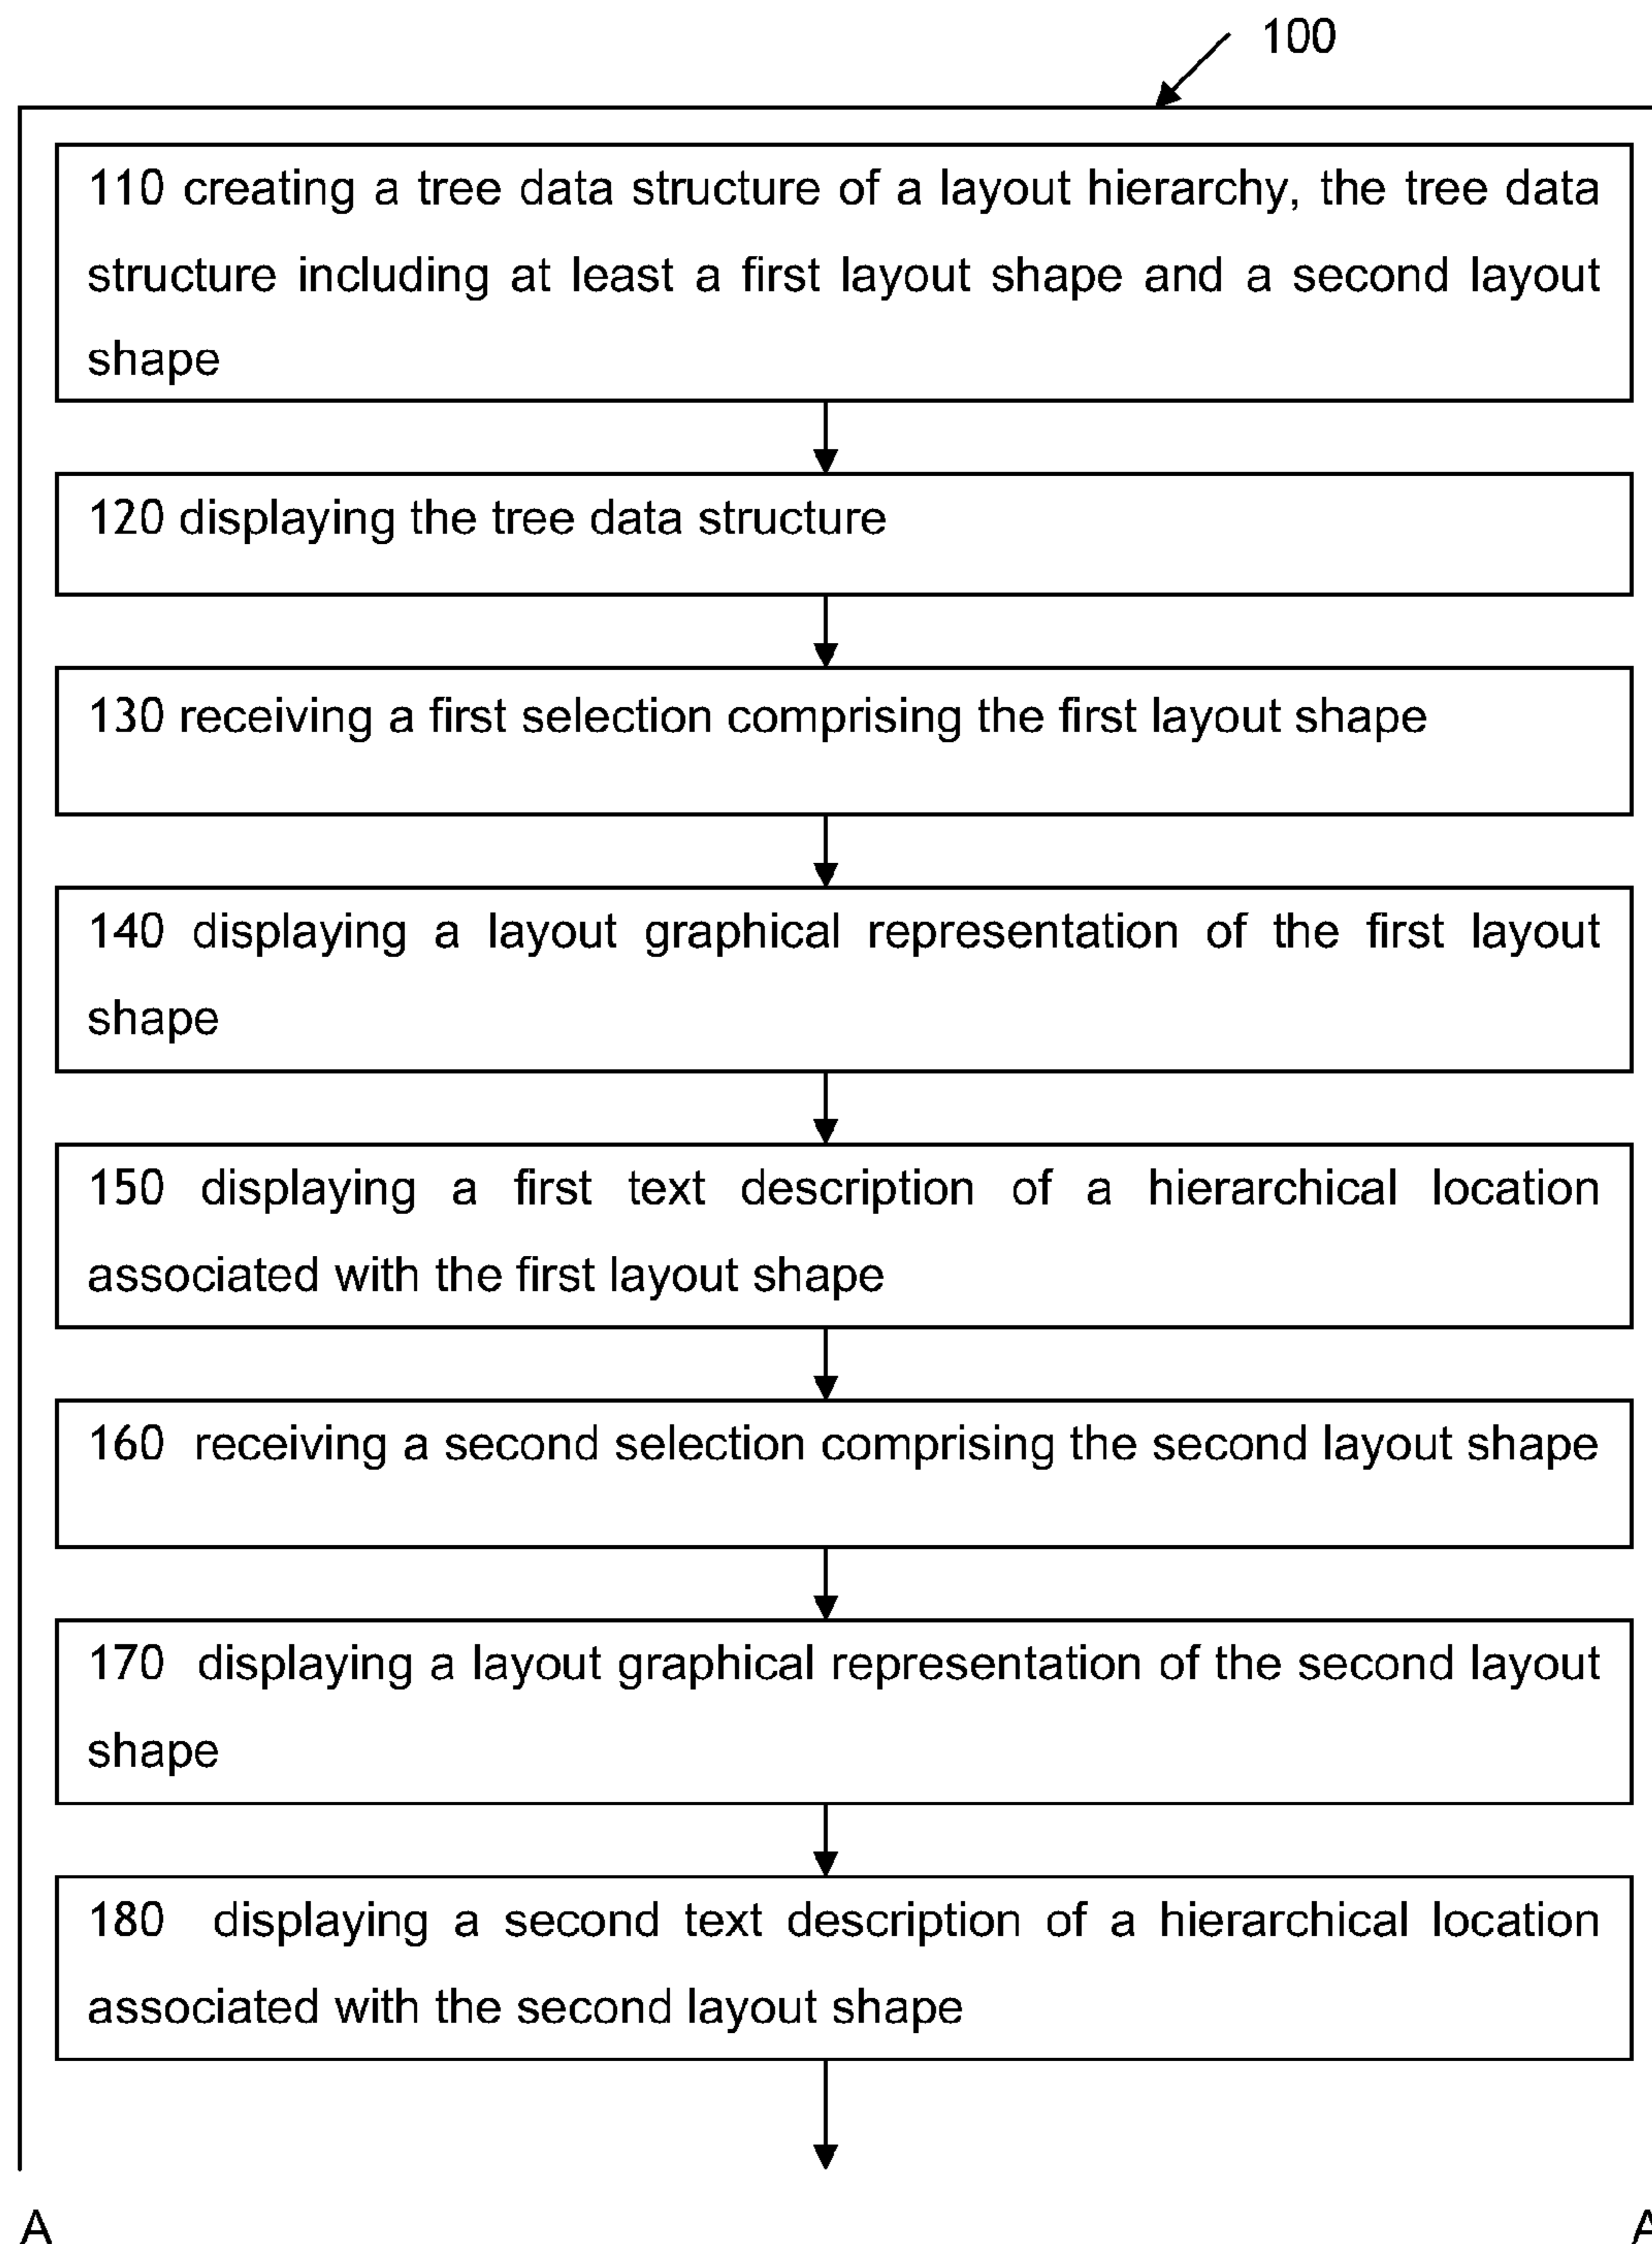 100
110 creating a tree data structure of a layout hierarchy, the tree data
structure including at least a first layout shape and a second layout
shape
120 displaying the tree data structure
130 receiving a first selection comprising the first layout shape
140 displaying a layout graphical representation of the first layout
shape
150 displaying a first text description of a hierarchical location
associated with the first layout shape
160 receiving a second selection comprising the second layout shape
170 displaying a layout graphical representation of the second layout
shape
180 displaying a second text description of a hierarchical location
associated with the second layout shape
A A